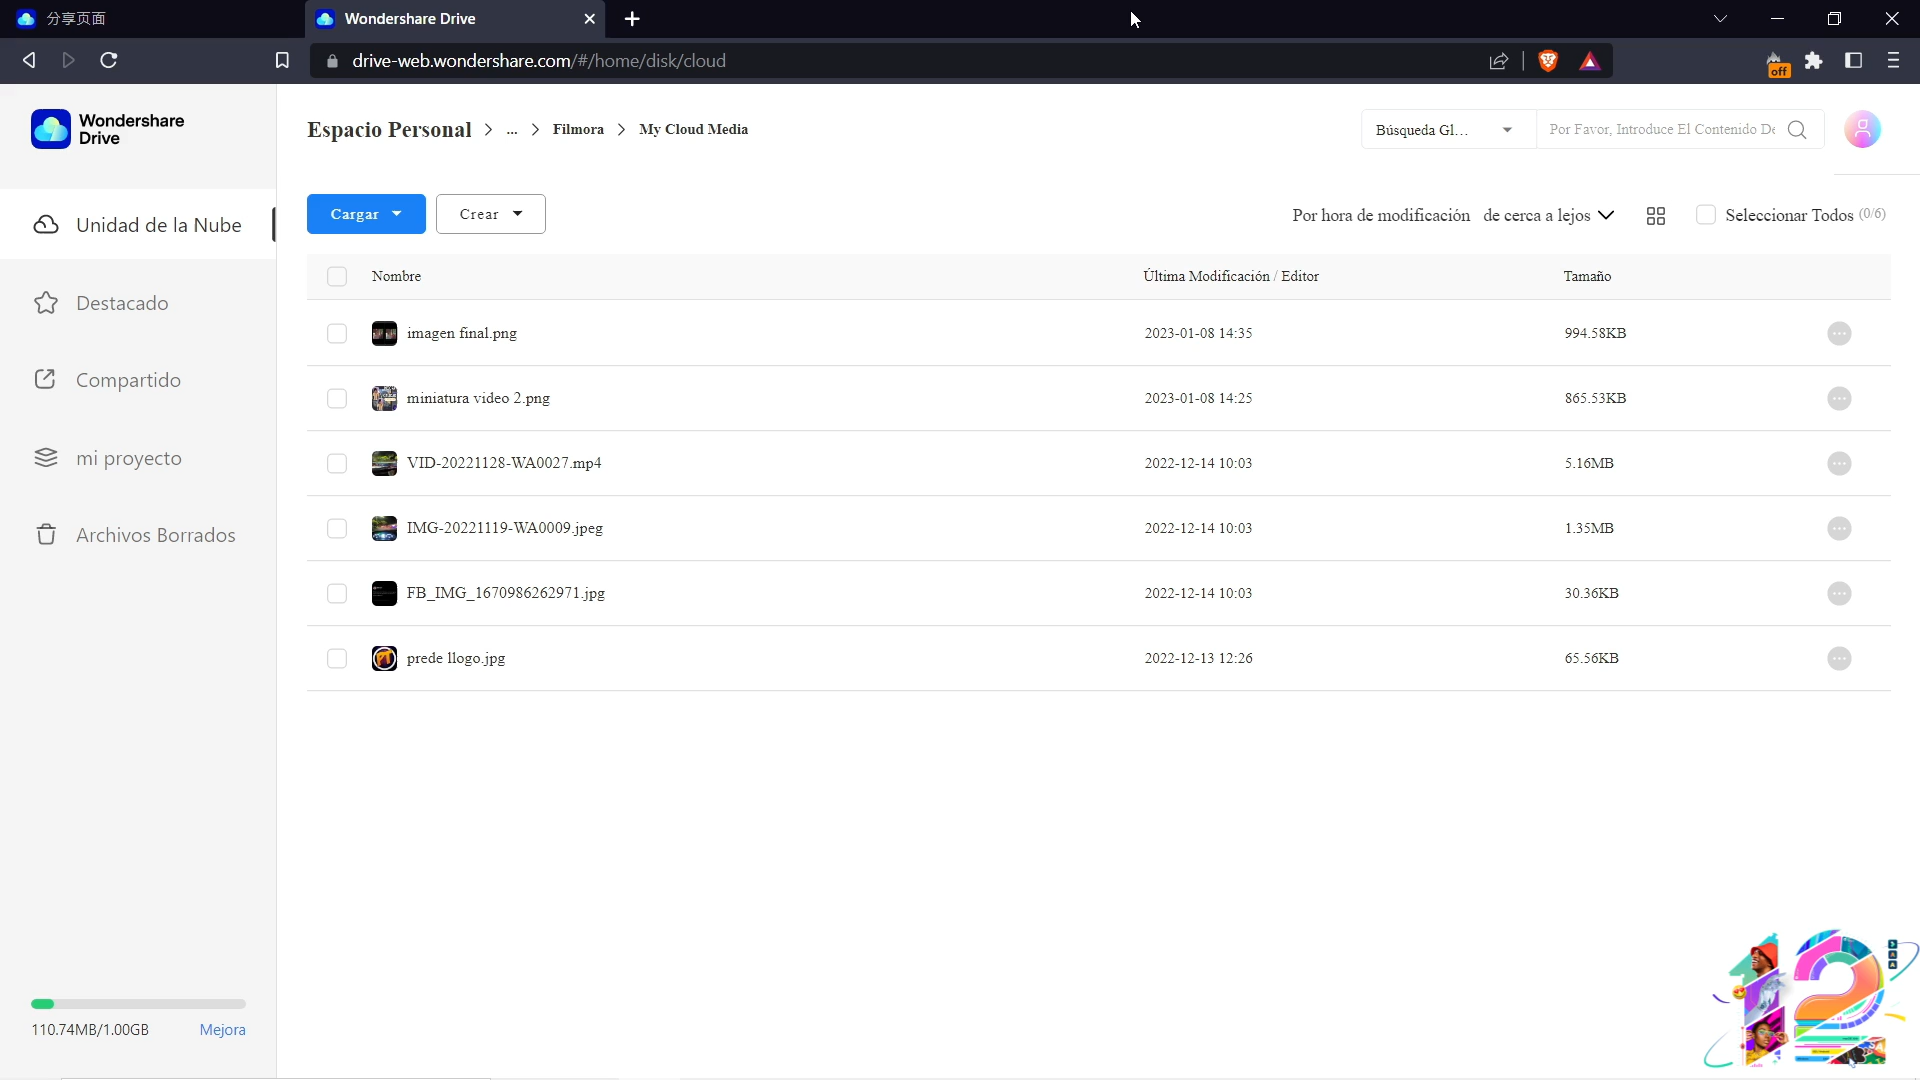 分享页面
Wondershare Drive
drive-web.wondershare.com/#/home/disk/cloud
off
Wondershare
Drive
Espacio Personal > ... > Filmora > My Cloud Media
Búsqueda Gl...
Por Favor, Introduce El Contenido De
Unidad de la Nube
Destacado
Compartido
mi proyecto
Archivos Borrados
Cargar
Crear
Por hora de modificación de cerca a lejos
Seleccionar Todos (0/6)
Nombre Última Modificación / Editor Tamaño
imagen final.png 2023-01-08 14:35 994.58KB
miniatura video 2.png 2023-01-08 14:25 865.53KB
VID-20221128-WA0027.mp4 2022-12-14 10:03 5.16MB
IMG-20221119-WA0009.jpeg 2022-12-14 10:03 1.35MB
FB_IMG_1670986262971.jpg 2022-12-14 10:03 30.36KB
prede llogo.jpg 2022-12-13 12:26 65.56KB
110.74MB/1.00GB Mejora
12